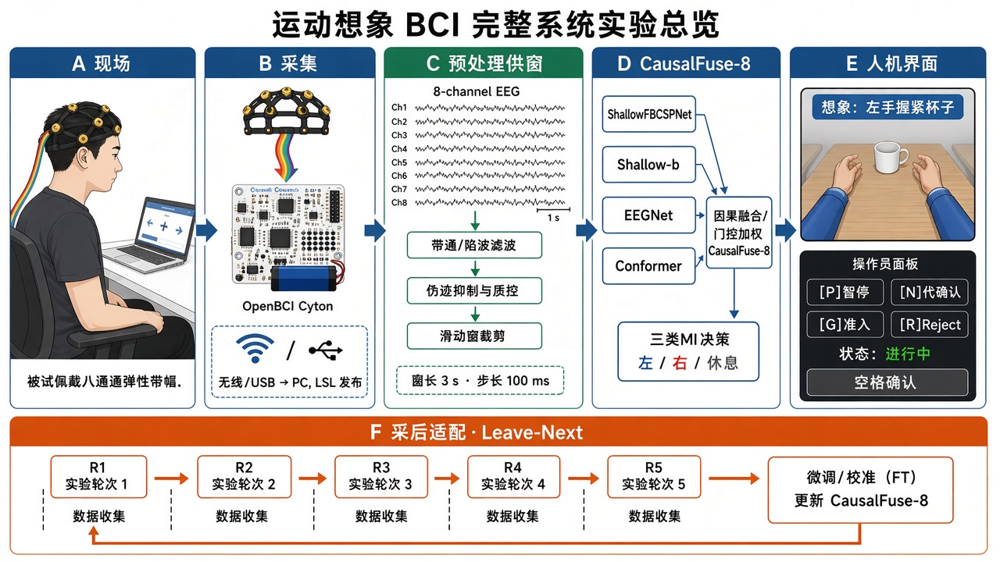 运动想象 BCI 完整系统实验总览
A 现场
被试佩戴八通通弹性带帽.
B 采集
OpenBCI Cyton
/
无线/USB → PC, LSL 发布
C 预处理供窗
8-channel EEG
Ch1
Ch2
Ch3
Ch4
Ch5
Ch6
Ch7
Ch8
1 s
带通/陷波滤波
伪迹抑制与质控
滑动窗裁剪
窗长 3 s · 步长 100 ms
D CausalFuse-8
ShallowFBCSPNet
Shallow-b
EEGNet
Conformer
因果融合/
门控加权
CausalFuse-8
三类MI决策
左 / 右 / 休息
E 人机界面
想象：左手握紧杯子
操作员面板
[P]暂停
[N]代确认
[G]准入
[R]Reject
状态：进行中
空格确认
F 采后适配 · Leave-Next
R1
实验轮次 1
数据收集
R2
实验轮次 2
数据收集
R3
实验轮次 3
数据收集
R4
实验轮次 4
数据收集
R5
实验轮次 5
数据收集
微调/校准（FT）
更新 CausalFuse-8